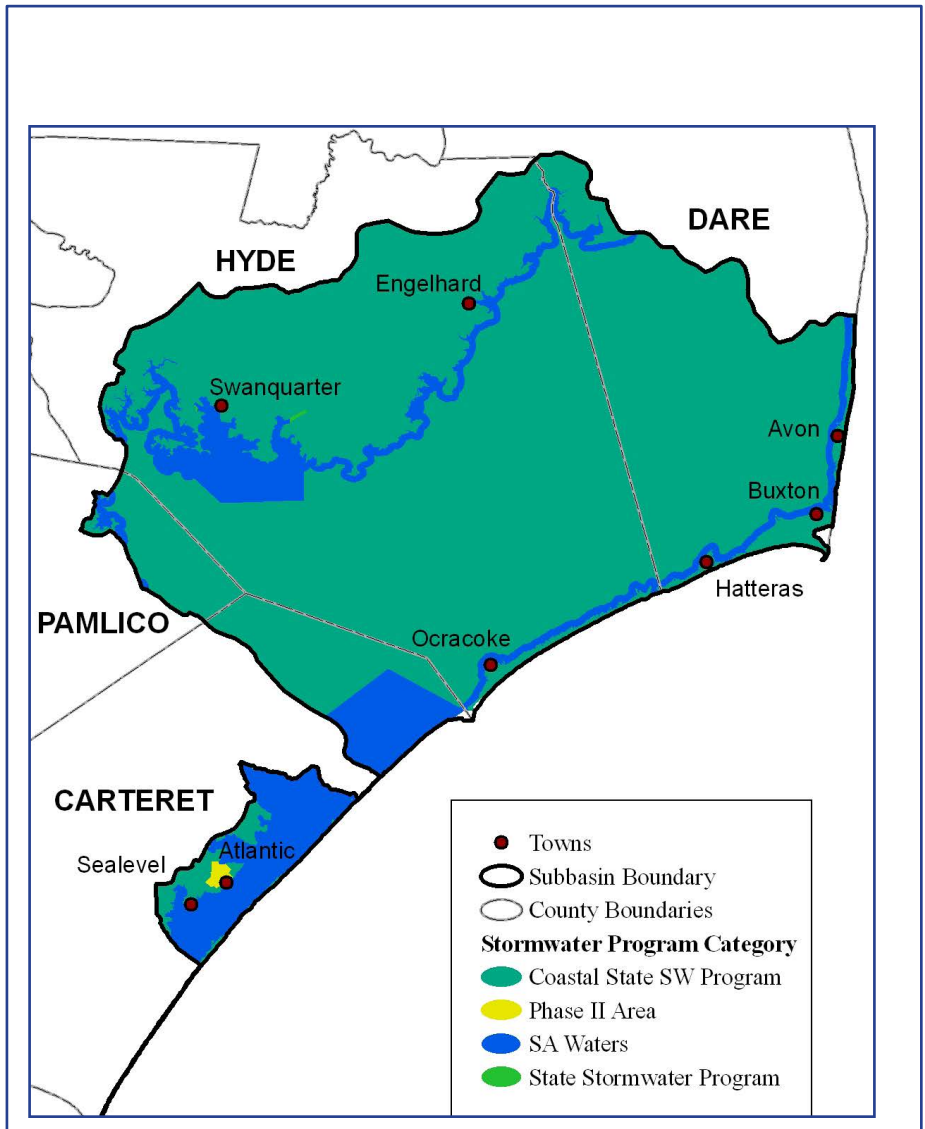 DARE
HYDE
Engelhard
Swanquarter
Avon
Buxton
Hatteras
PAMLICO
Ocracoke
CARTERET
Atlantic
Sealevel
Towns
Subbasin Boundary
County Boundaries
Stormwater Program Category
Coastal State SW Program
Phase II Area
SA Waters
State Stormwater Program